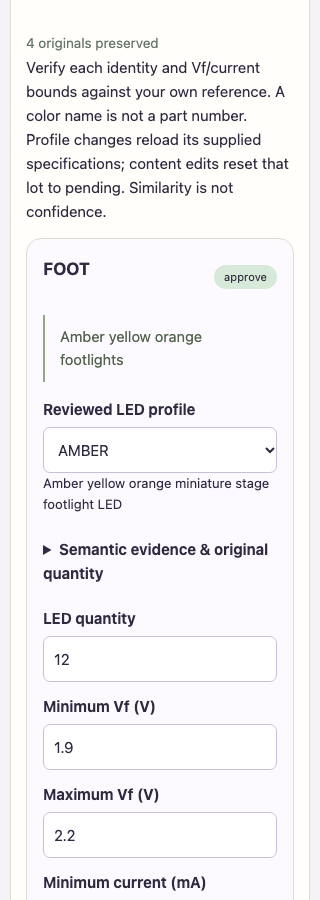 4 originals preserved
Verify each identity and Vf/current
bounds against your own reference. A
color name is not a part number.
Profile changes reload its supplied
specifications; content edits reset that
lot to pending. Similarity is not
confidence.
FOOT
approve
Amber yellow orange
footlights
Reviewed LED profile
AMBER
Amber yellow orange miniature stage
footlight LED
Semantic evidence & original
quantity
LED quantity
12
Minimum Vf (V)
1.9
Maximum Vf (V)
2.2
Minimum current (mA)